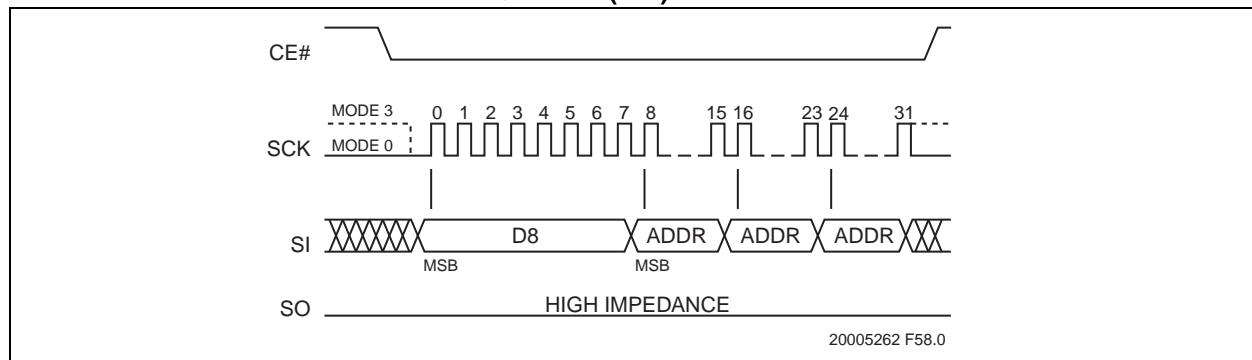 CE#
MODE 3
0 1 2 3 4 5 6 7 8 15 16 23 24 31
SCK MODE 0
SI D8 ADDR ADDR ADDR
MSB MSB
SO HIGH IMPEDANCE
20005262 F58.0